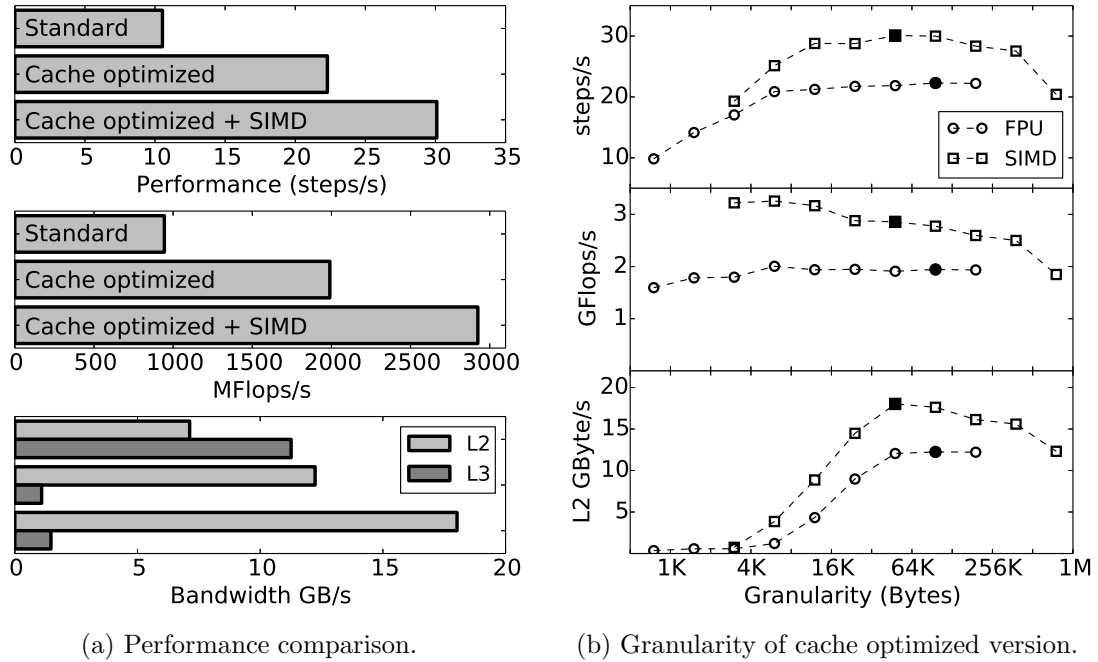 Standard
Cache optimized
Cache optimized + SIMD
0 5 10 15 20 25 30 35
Performance (steps/s)
Standard
Cache optimized
Cache optimized + SIMD
0 500 1000 1500 2000 2500 3000
MFlops/s
L2
L3
0 5 10 15 20
Bandwidth GB/s
(a) Performance comparison.
steps/s
30
20
10
FPU
SIMD
GFlops/s
3
2
1
L2 GByte/s
20
15
10
5
1K 4K 16K 64K 256K 1M
Granularity (Bytes)
(b) Granularity of cache optimized version.